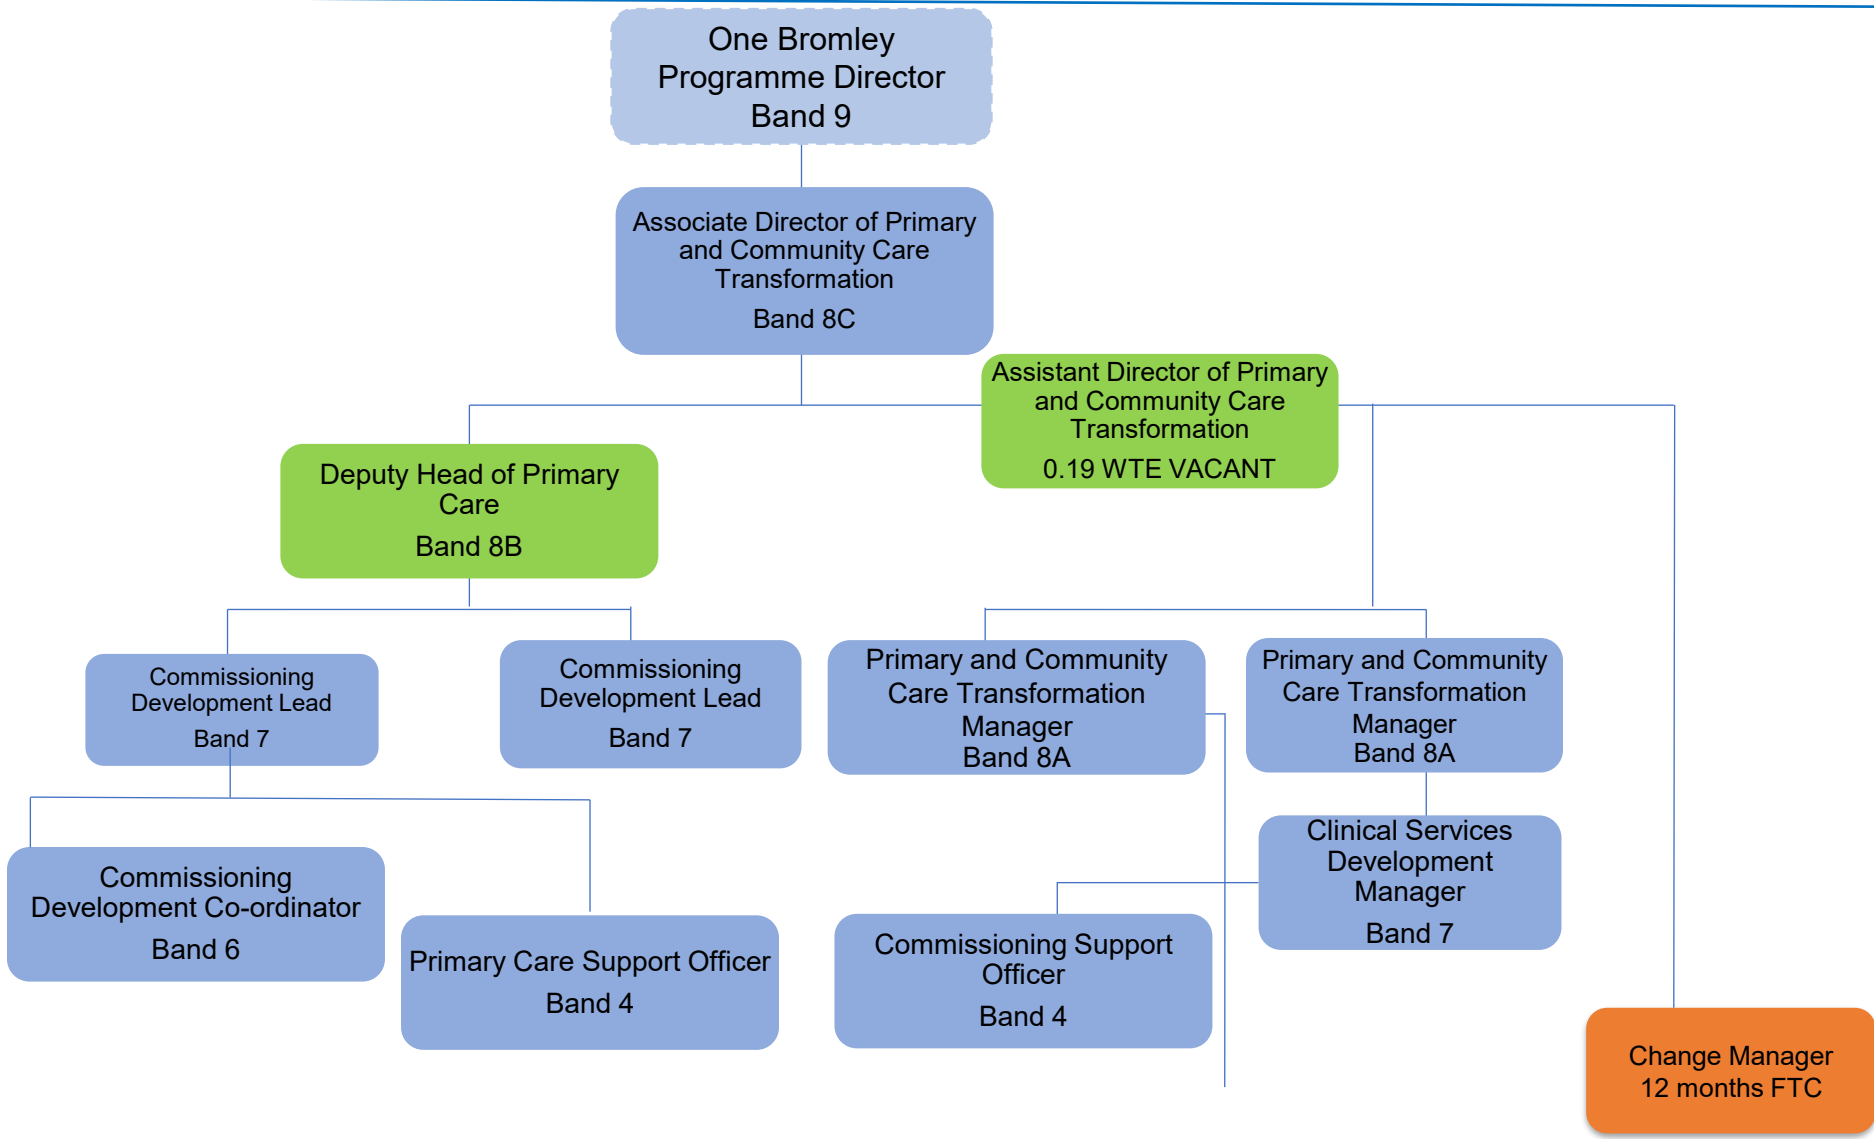 One Bromley
Programme Director
Band 9
Associate Director of Primary
and Community Care
Transformation
Band 8C
Assistant Director of Primary
and Community Care
Transformation
0.19 WTE VACANT
Deputy Head of Primary
Care
Band 8B
Commissioning
Development Lead
Band 7
Commissioning
Development Lead
Band 7
Primary and Community
Care Transformation
Manager
Band 8A
Primary and Community
Care Transformation
Manager
Band 8A
Commissioning
Development Co-ordinator
Band 6
Primary Care Support Officer
Band 4
Commissioning Support
Officer
Band 4
Clinical Services
Development
Manager
Band 7
Change Manager
12 months FTC